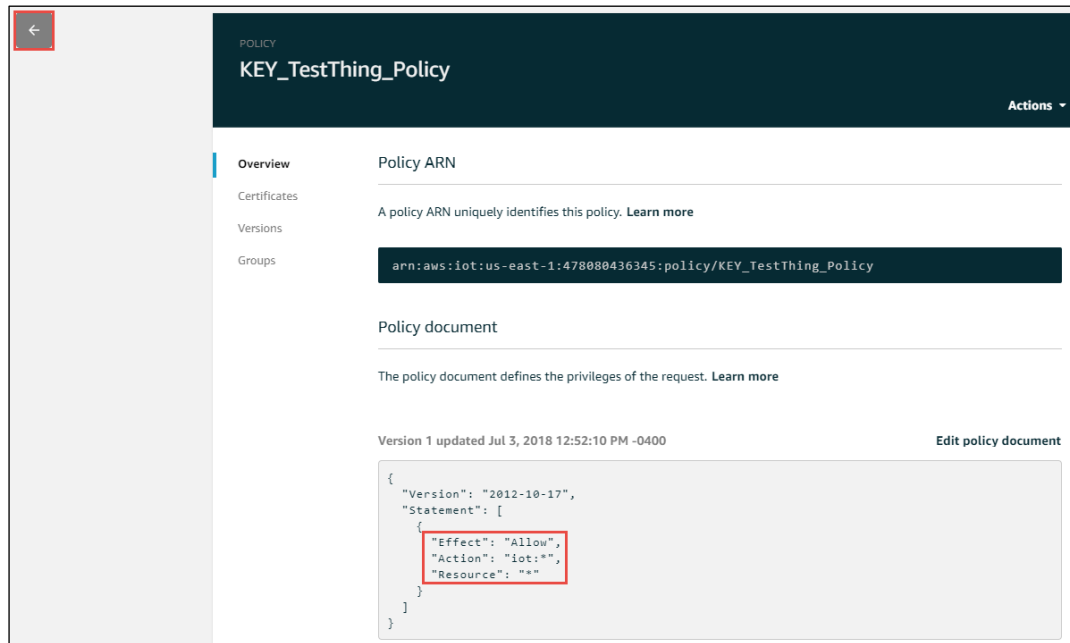 ←
POLICY
KEY_TestThing_Policy
Actions
Overview
Certificates
Versions
Groups
Policy ARN
A policy ARN uniquely identifies this policy. Learn more
arn:aws:iot:us-east-1:478080436345:policy/KEY_TestThing_Policy
Policy document
The policy document defines the privileges of the request. Learn more
Version 1 updated Jul 3, 2018 12:52:10 PM -0400
Edit policy document
{
  "Version": "2012-10-17",
  "Statement": [
    {
      "Effect": "Allow",
      "Action": "iot:*",
      "Resource": "*"
    }
  ]
}